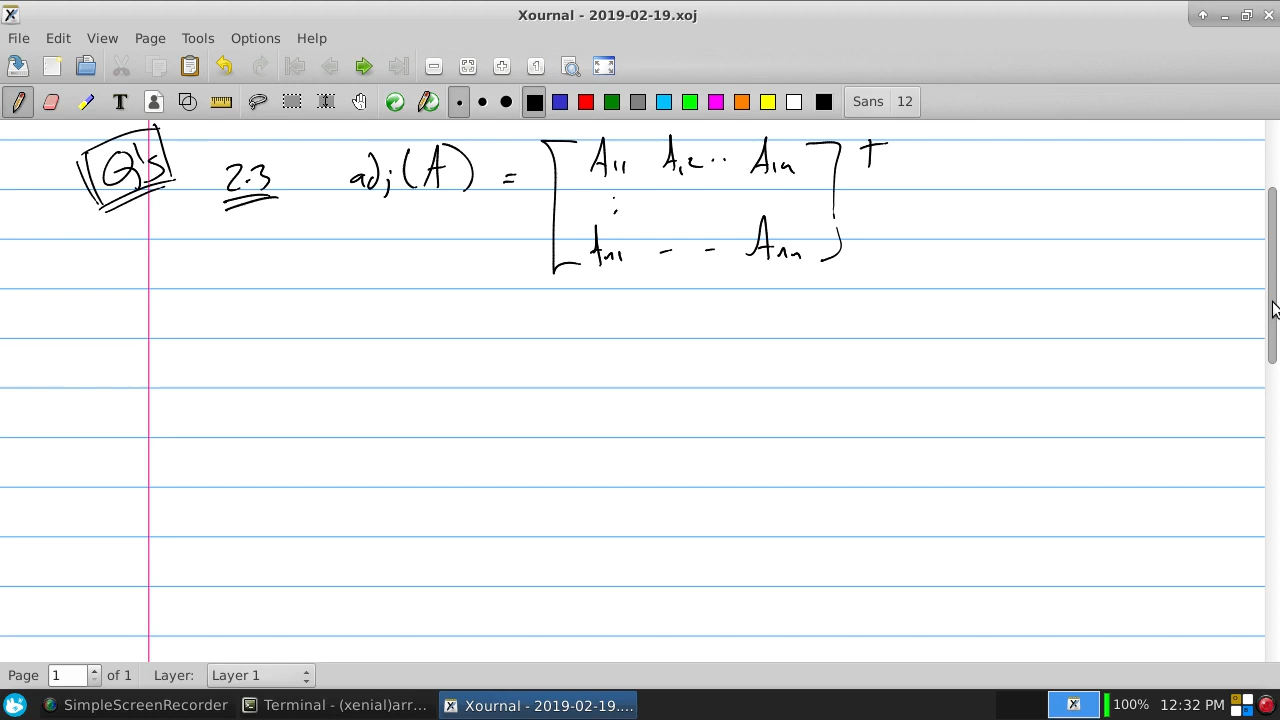 Xournal - 2019-02-19.xoj
File Edit View Page Tools Options Help
Sans 12
Q's 2.3 adj(A) = [ A11 A12 ·· A1n ] T
:
An1 - - Ann
Page 1 of 1 Layer: Layer 1
SimpleScreenRecorder Terminal - (xenial)arr... Xournal - 2019-02-19.... 100% 12:32 PM